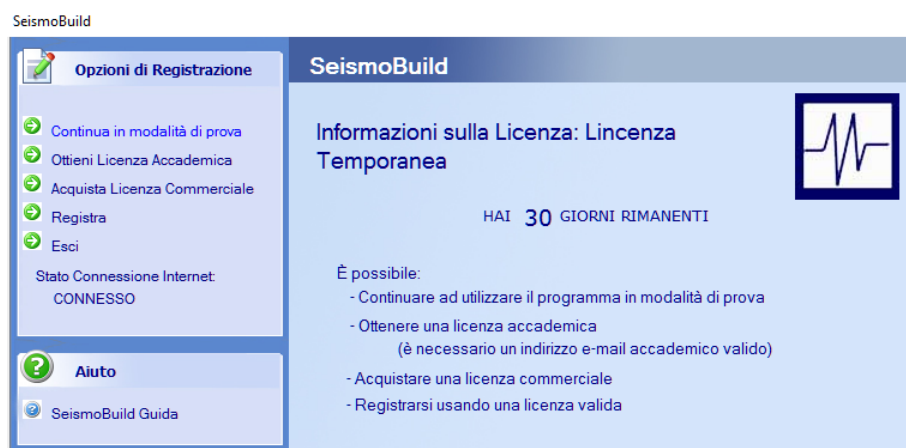 SeismoBuild
Opzioni di Registrazione
Continua in modalità di prova
Ottieni Licenza Accademica
Acquista Licenza Commerciale
Registra
Esci
Stato Connessione Internet:
CONNESSO
Aiuto
SeismoBuild Guida
SeismoBuild
Informazioni sulla Licenza: Lincenza
Temporanea
HAI 30 GIORNI RIMANENTI
È possibile:
- Continuare ad utilizzare il programma in modalità di prova
- Ottenere una licenza accademica
(è necessario un indirizzo e-mail accademico valido)
- Acquistare una licenza commerciale
- Registrarsi usando una licenza valida